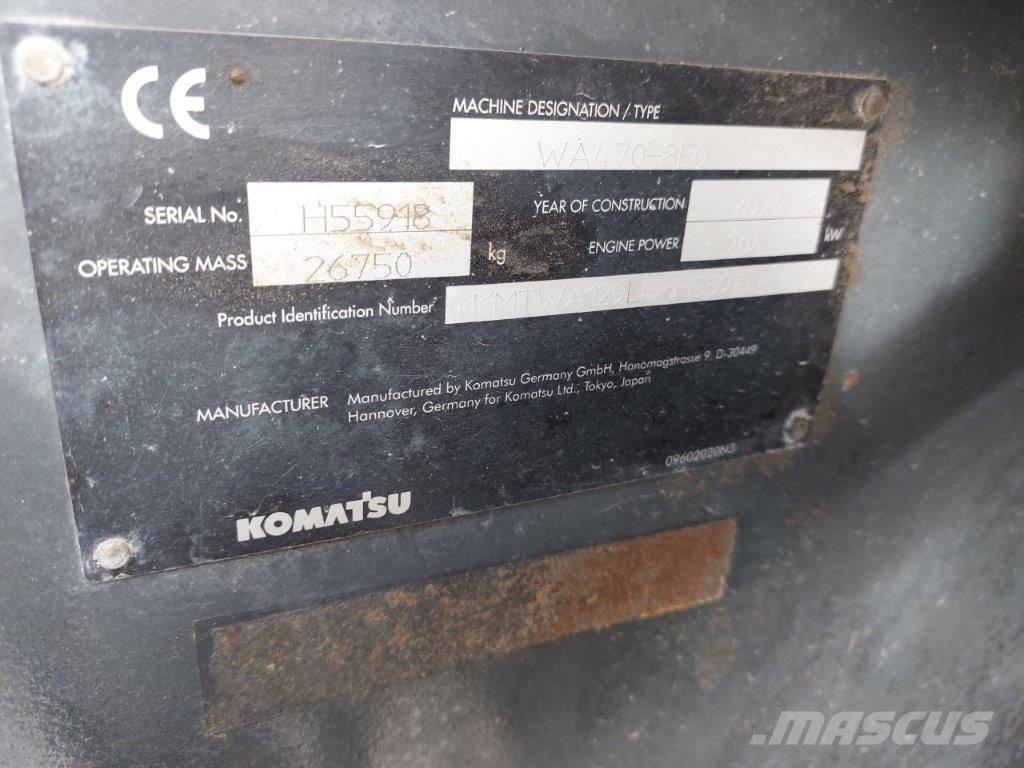 CE
MACHINE DESIGNATION / TYPE
WA470-8E0
SERIAL No. H55918
YEAR OF CONSTRUCTION 2022
OPERATING MASS 26750 kg
ENGINE POWER kW
Product Identification Number
MANUFACTURER Manufactured by Komatsu Germany GmbH, Hanomagstrasse 9, D-30449
Hannover, Germany for Komatsu Ltd., Tokyo, Japan
09602020N3
KOMATSU
MASCUS